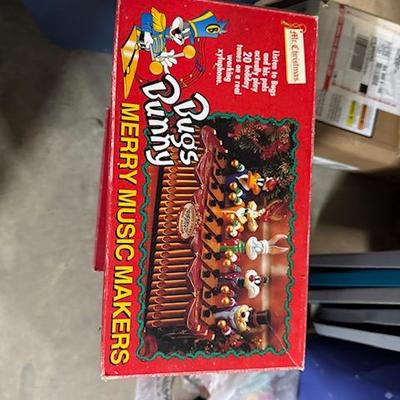 Mr. Christmas
Listen to Bugs
and his pals
actually play
20 holiday
tunes on a real
working
xylophone.
Bugs
Bunny
MERRY MUSIC MAKERS